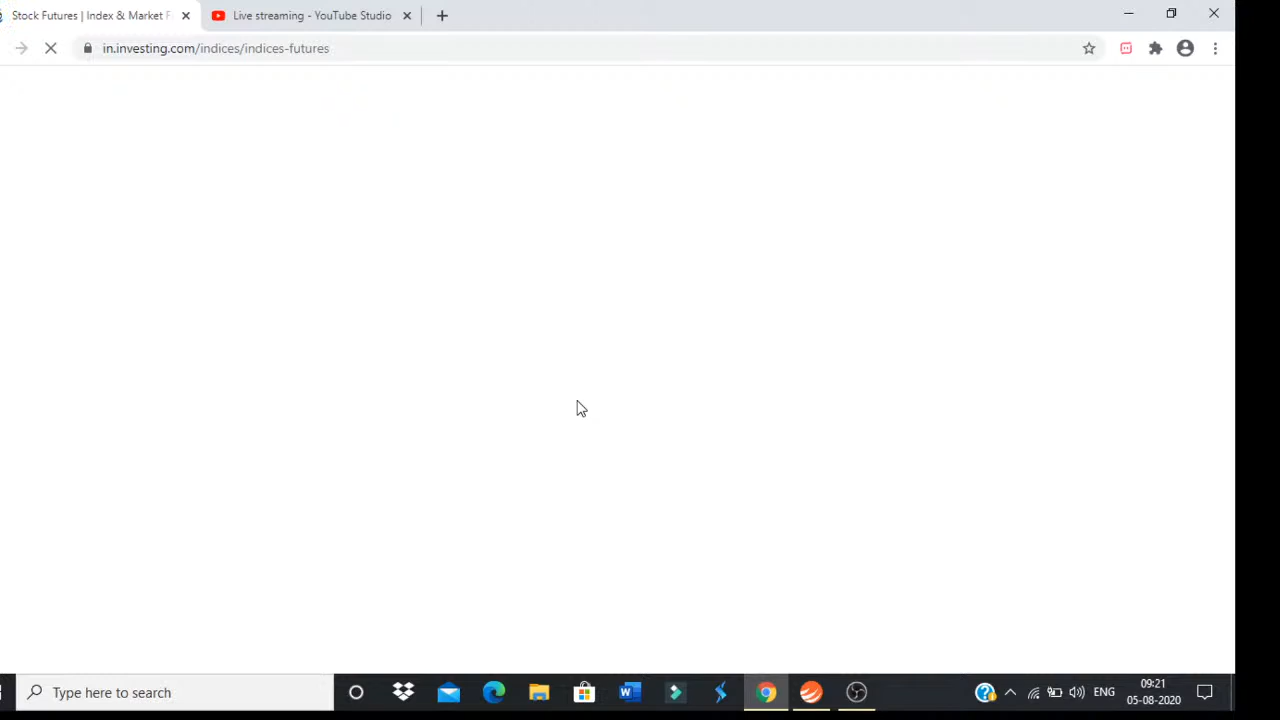 Stock Futures | Index & Market F
Live streaming - YouTube Studio
in.investing.com/indices/indices-futures
Type here to search
W
ENG
09:21
05-08-2020